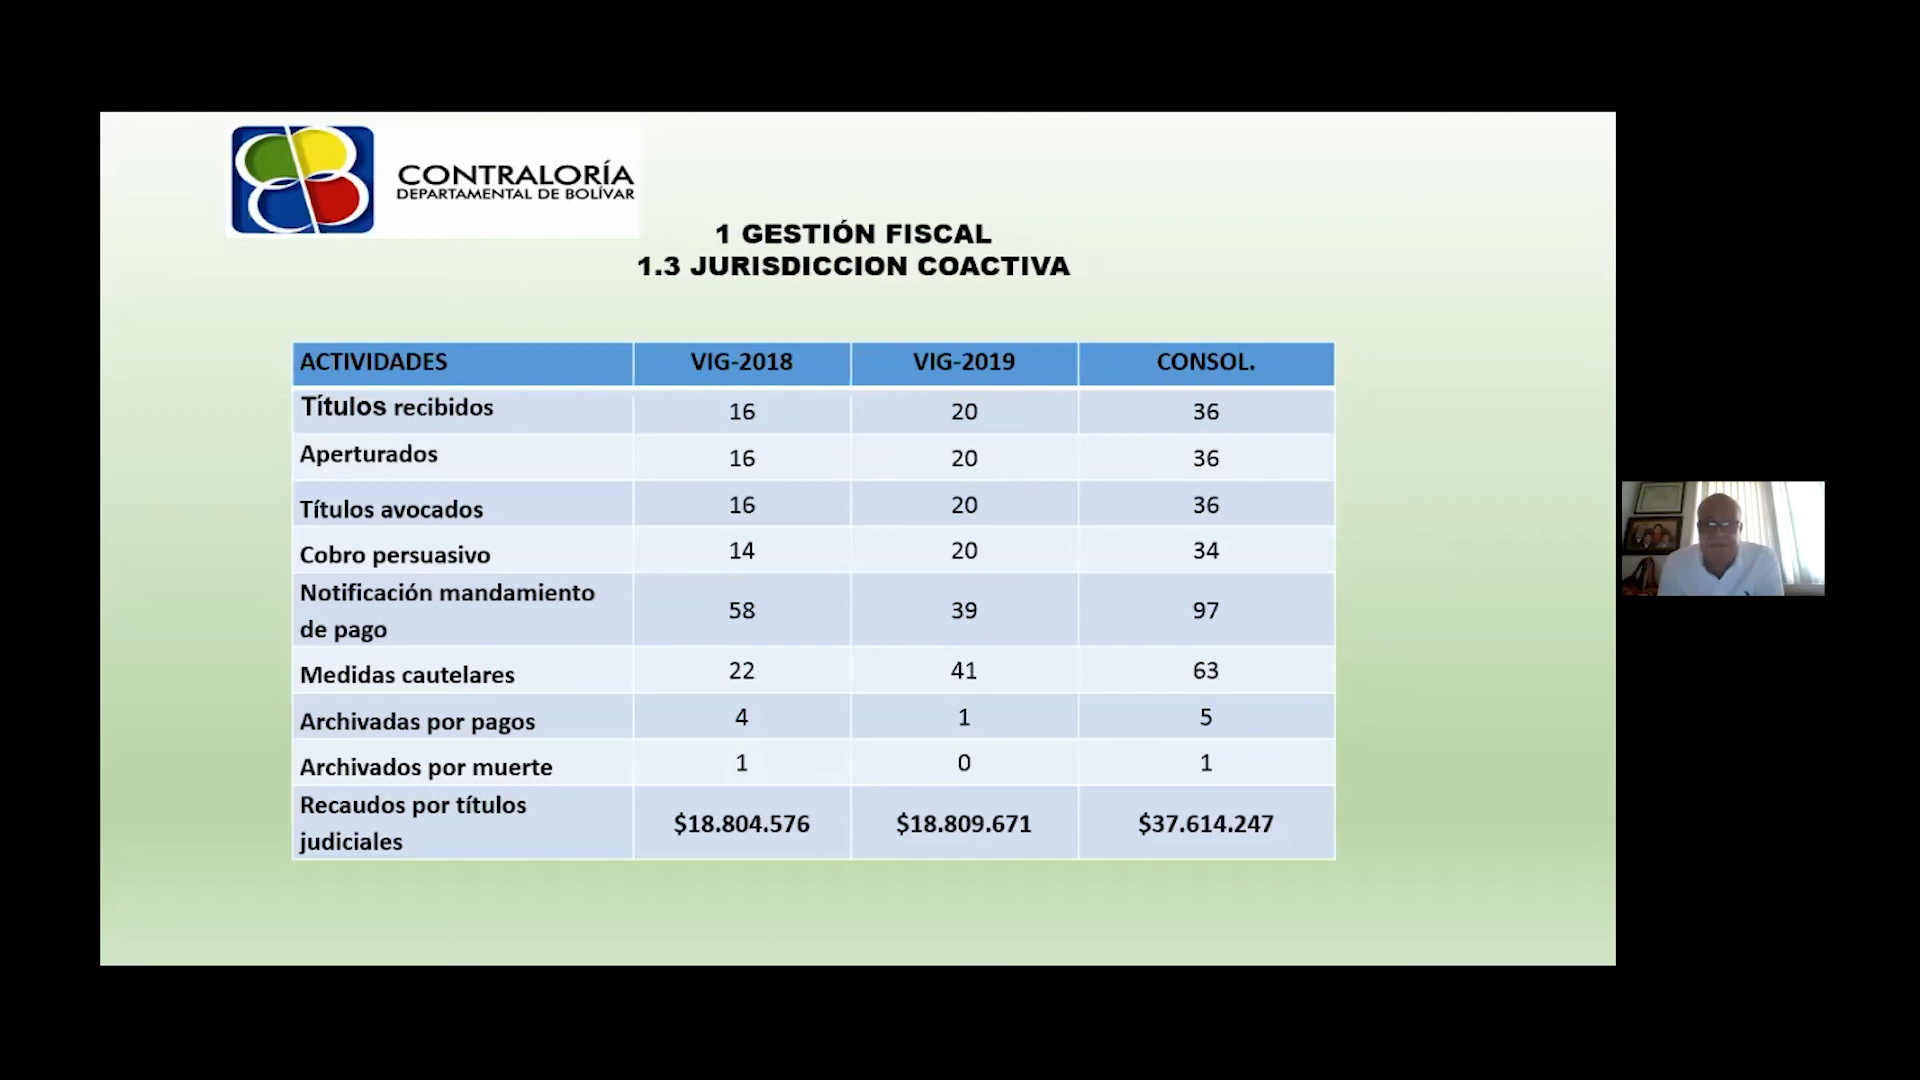 CONTRALORÍA
DEPARTAMENTAL DE BOLÍVAR
1 GESTIÓN FISCAL
1.3 JURISDICCION COACTIVA
ACTIVIDADES VIG-2018 VIG-2019 CONSOL.
Títulos recibidos 16 20 36
Aperturados 16 20 36
Títulos avocados 16 20 36
Cobro persuasivo 14 20 34
Notificación mandamiento
de pago 58 39 97
Medidas cautelares 22 41 63
Archivadas por pagos 4 1 5
Archivados por muerte 1 0 1
Recaudos por títulos
judiciales $18.804.576 $18.809.671 $37.614.247